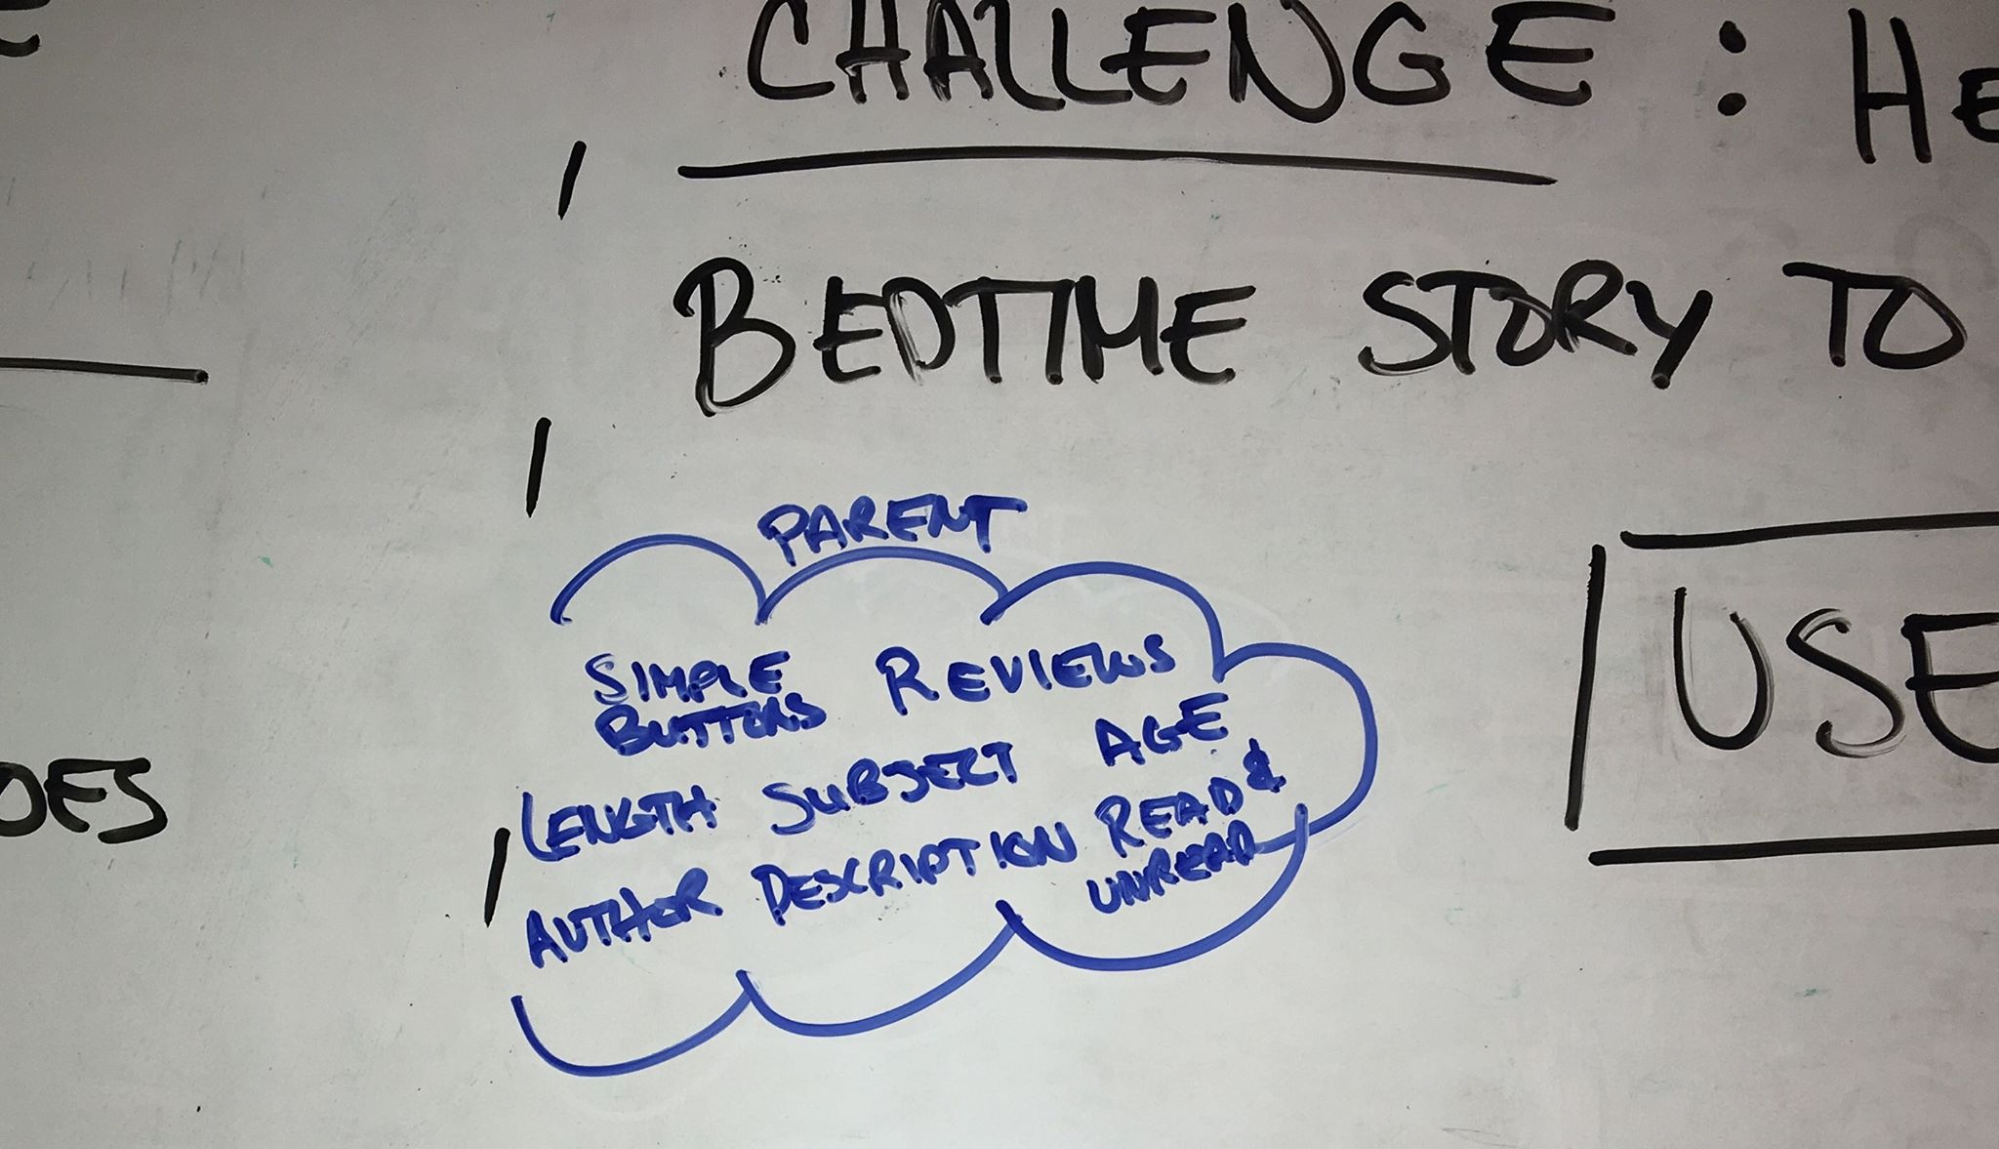 CHALLENGE: HE
BEDTIME STORY TO
PARENT
SIMPLE BUTTONS REVIEWS
LENGTH SUBJECT AGE
AUTHOR DESCRIPTION READ & UNREAD
USE
OES